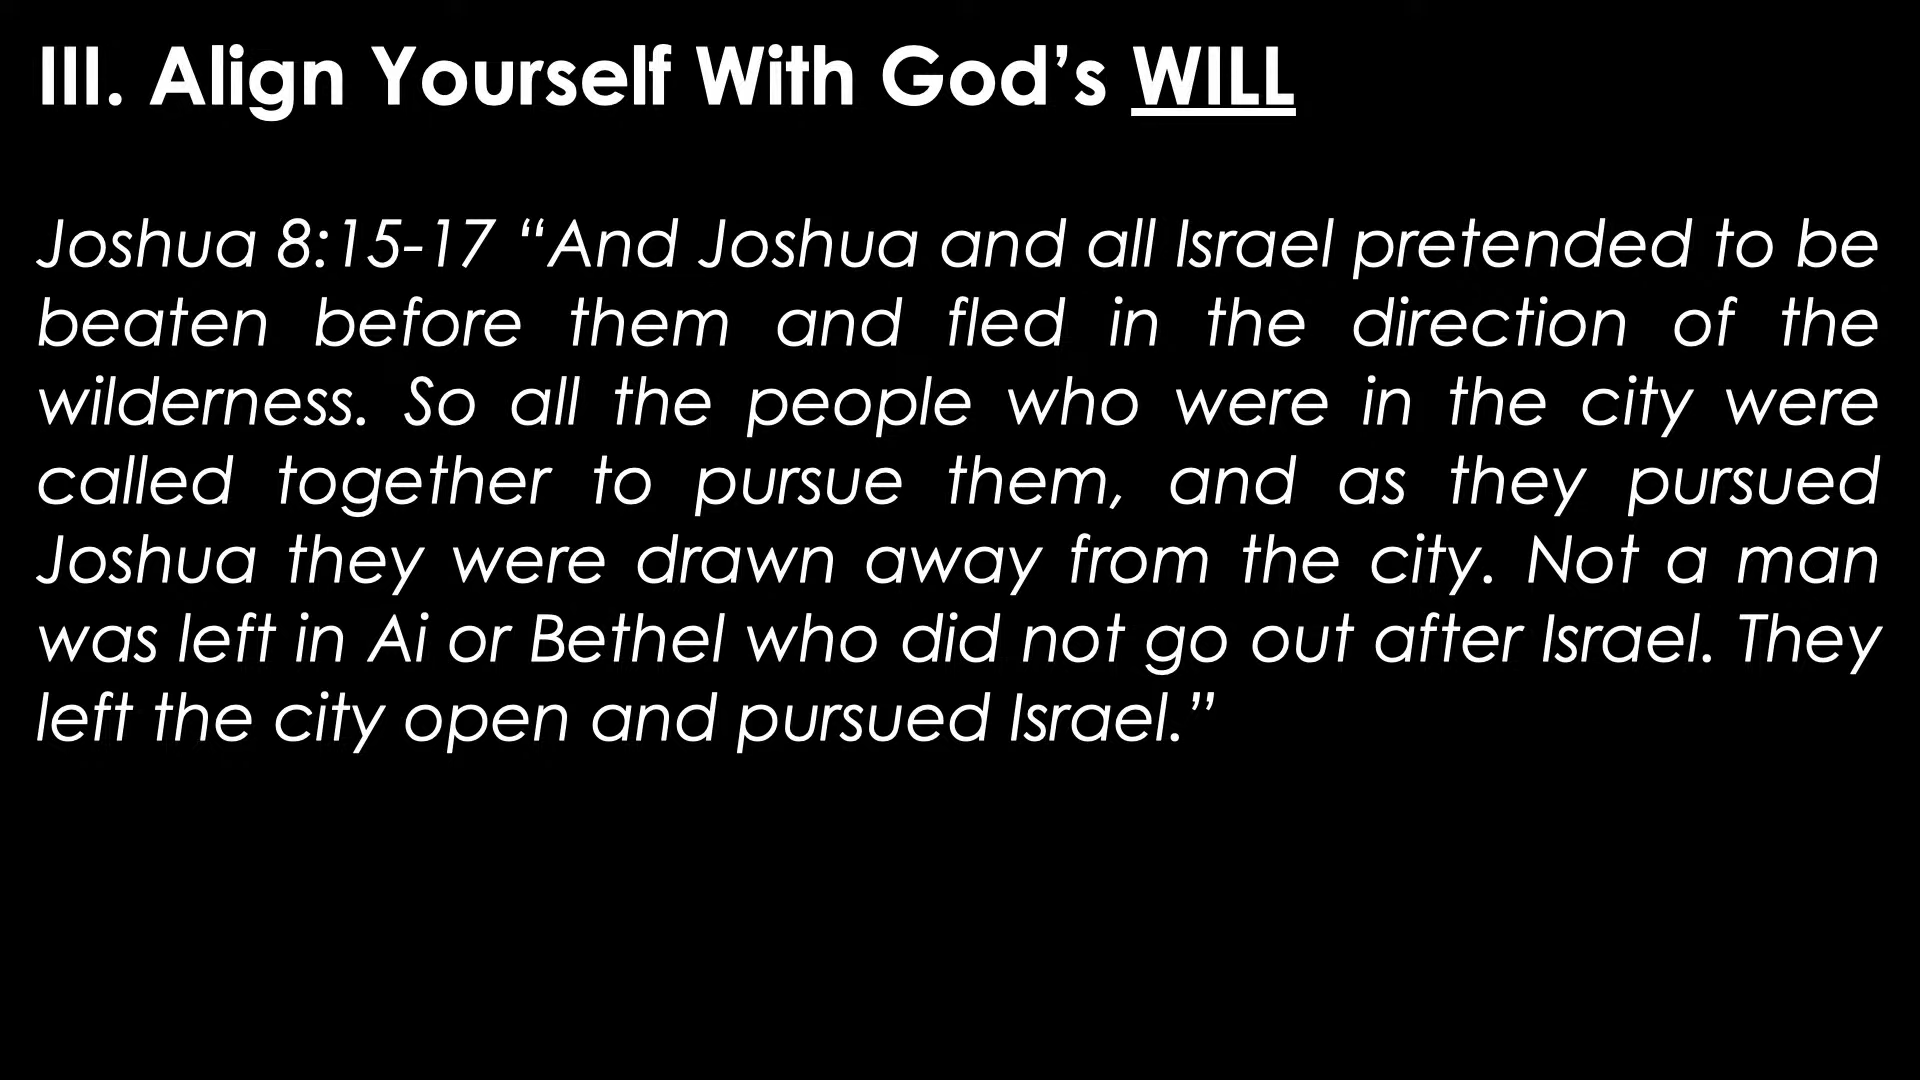 III. Align Yourself With God’s WILL
Joshua 8:15-17 “And Joshua and all Israel pretended to be
beaten before them and fled in the direction of the
wilderness. So all the people who were in the city were
called together to pursue them, and as they pursued
Joshua they were drawn away from the city. Not a man
was left in Ai or Bethel who did not go out after Israel. They
left the city open and pursued Israel.”